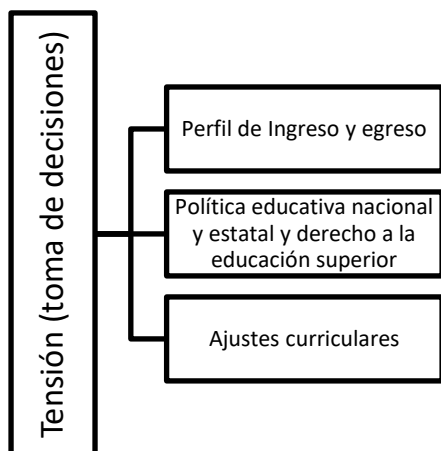 Tensión (toma de decisiones)
Perfil de Ingreso y egreso
Política educativa nacional
y estatal y derecho a la
educación superior
Ajustes curriculares